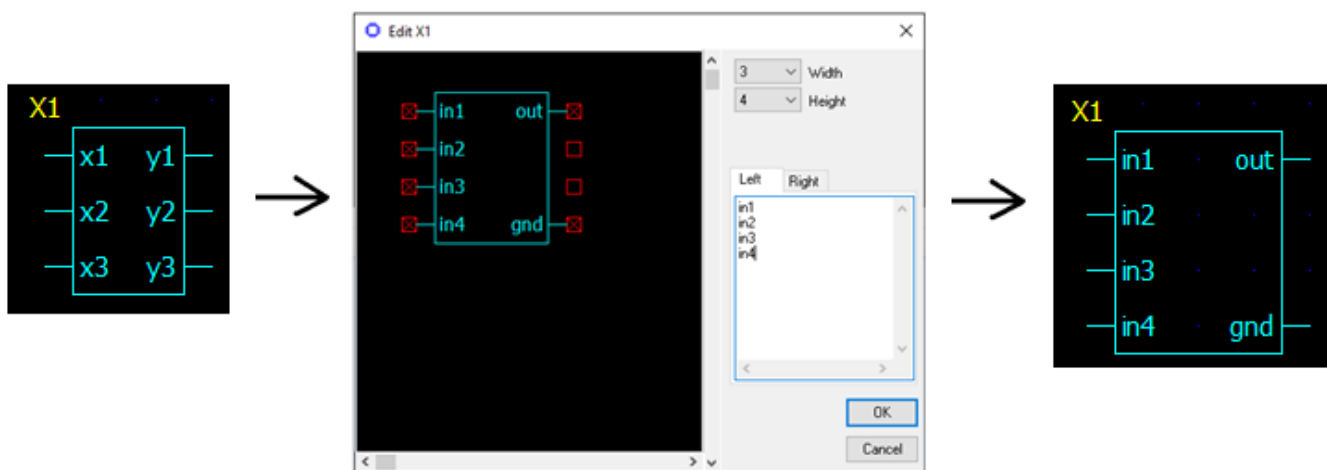 X1
x1 y1
x2 y2
x3 y3
Edit X1
in1 out
in2
in3
in4 gnd
3 Width
4 Height
Left Right
in1
in2
in3
in4
OK
Cancel
X1
in1 out
in2
in3
in4 gnd